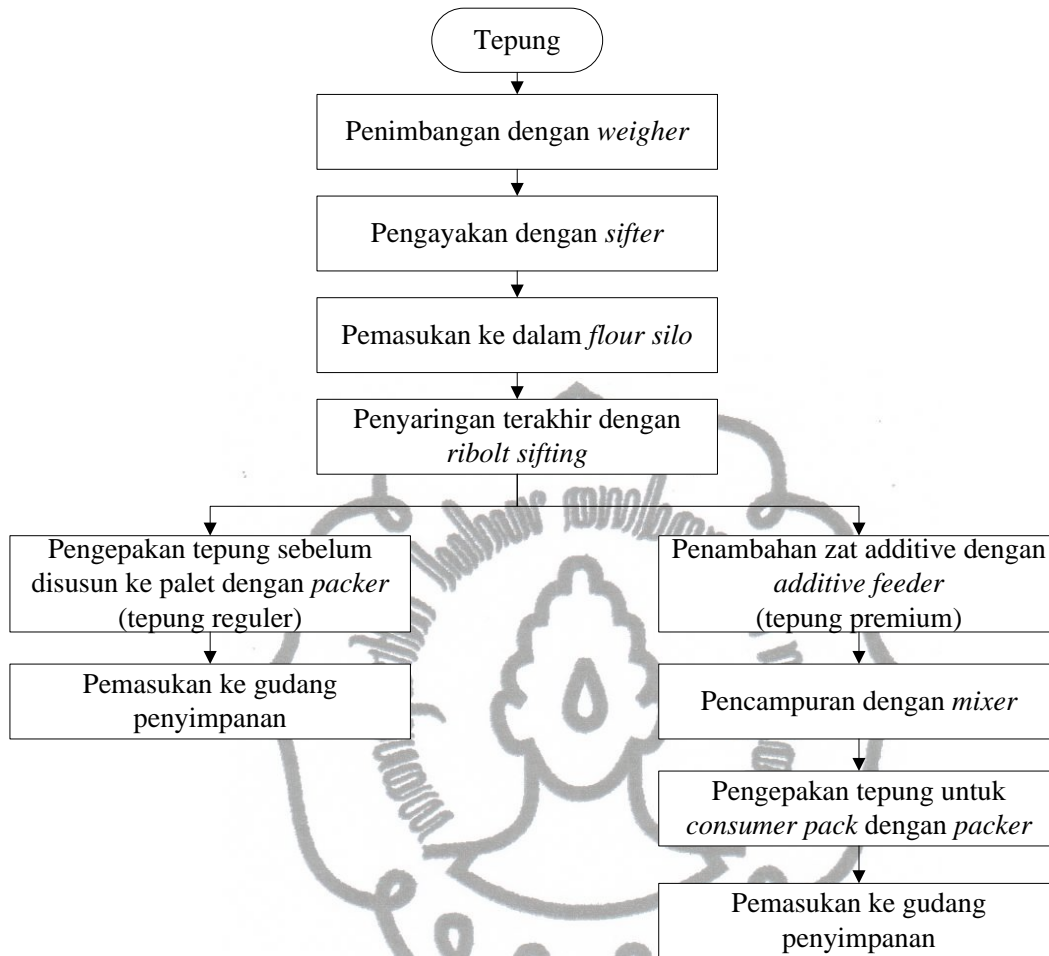 Tepung
Penimbangan dengan weigher
Pengayakan dengan sifter
Pemasukan ke dalam flour silo
Penyaringan terakhir dengan
ribolt sifting
Pengepakan tepung sebelum
disusun ke palet dengan packer
(tepung reguler)
Pemasukan ke gudang
penyimpanan
Penambahan zat additive dengan
additive feeder
(tepung premium)
Pencampuran dengan mixer
Pengepakan tepung untuk
consumer pack dengan packer
Pemasukan ke gudang
penyimpanan